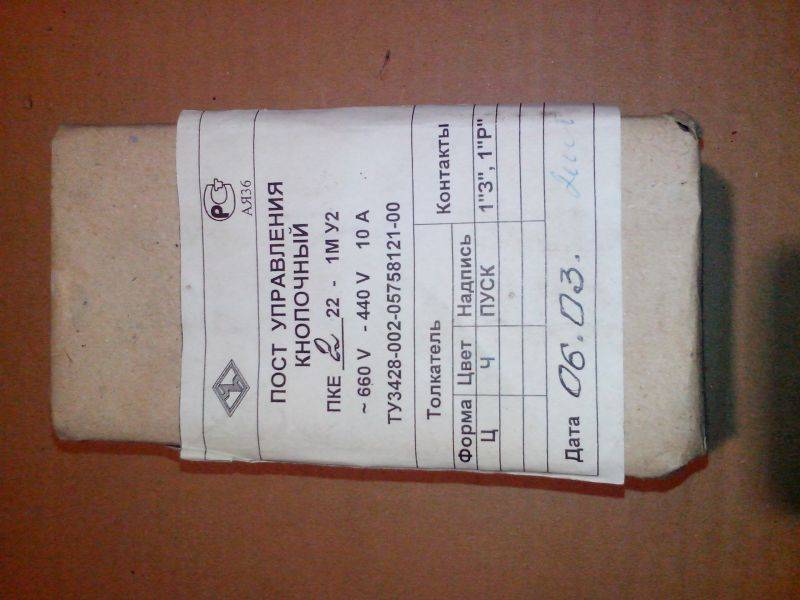 РСТ
АЯ36
ПОСТ УПРАВЛЕНИЯ
КНОПОЧНЫЙ
ПКЕ 2 22 - 1М У2
~ 660 V - 440 V 10 А
ТУ3428-002-05758121-00
Толкатель Контакты
Форма Цвет Надпись
Ц Ч ПУСК 1"З", 1"Р"
Дата 06.03.